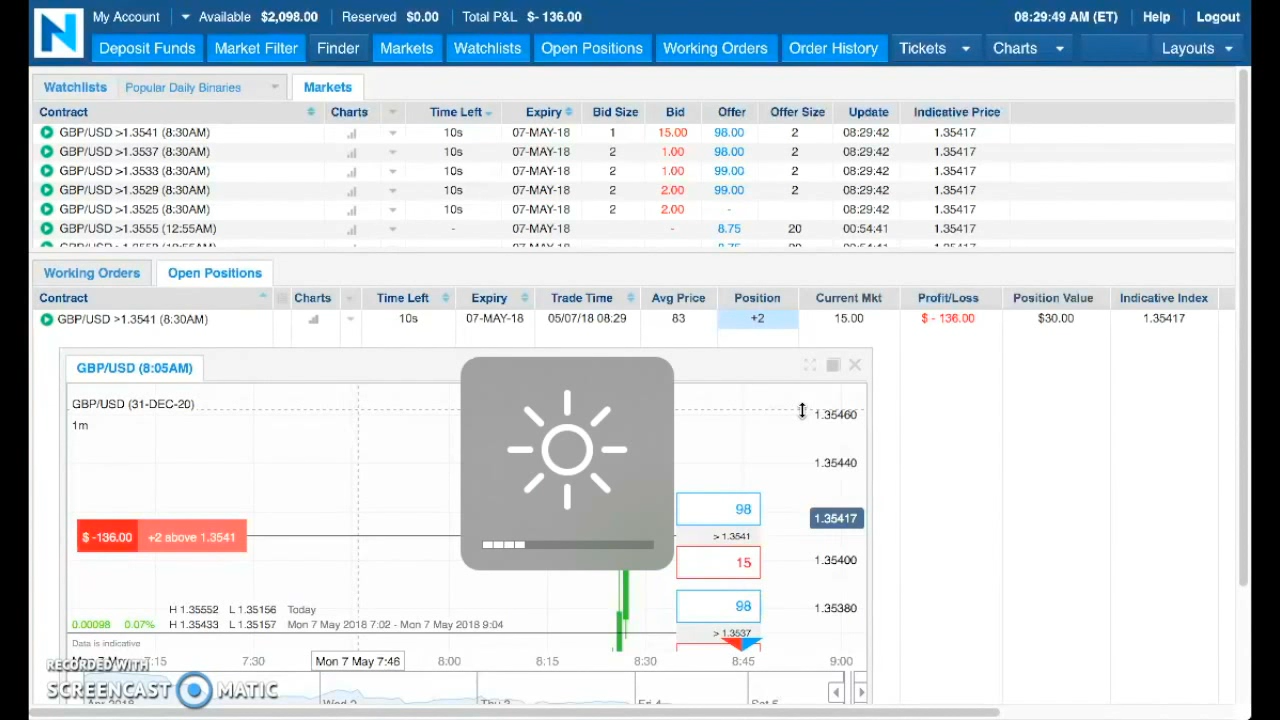 My Account Available $2,098.00 Reserved $0.00 Total P&L $- 136.00 08:29:49 AM (ET) Help Logout
N
Deposit Funds Market Filter Finder Markets Watchlists Open Positions Working Orders Order History Tickets Charts Layouts
Watchlists Popular Daily Binaries Markets
Contract Charts Time Left Expiry Bid Size Bid Offer Offer Size Update Indicative Price
GBP/USD >1.3541 (8:30AM) 10s 07-MAY-18 1 15.00 98.00 2 08:29:42 1.35417
GBP/USD >1.3537 (8:30AM) 10s 07-MAY-18 2 1.00 98.00 2 08:29:42 1.35417
GBP/USD >1.3533 (8:30AM) 10s 07-MAY-18 2 1.00 99.00 2 08:29:42 1.35417
GBP/USD >1.3529 (8:30AM) 10s 07-MAY-18 2 2.00 99.00 2 08:29:42 1.35417
GBP/USD >1.3525 (8:30AM) 10s 07-MAY-18 2 2.00 - 08:29:42 1.35417
GBP/USD >1.3555 (12:55AM) - 07-MAY-18 - 8.75 20 00:54:41 1.35417
Working Orders Open Positions
Contract Charts Time Left Expiry Trade Time Avg Price Position Current Mkt Profit/Loss Position Value Indicative Index
GBP/USD >1.3541 (8:30AM) 10s 07-MAY-18 05/07/18 08:29 83 +2 15.00 $ - 136.00 $30.00 1.35417
GBP/USD (8:05AM)
GBP/USD (31-DEC-20)
1.35460
1m
1.35440
98
1.35417
$ -136.00 +2 above 1.3541
> 1.3541
15
1.35400
98
1.35380
H 1.35552 L 1.35156 Today
0.00098 0.07% H 1.35433 L 1.35157 Mon 7 May 2018 7:02 - Mon 7 May 2018 9:04
> 1.3537
Data is indicative
7:15 7:30 Mon 7 May 7:46 8:00 8:15 8:30 8:45 9:00
RECORDED WITH
SCREENCAST MATIC
Apr 2018 Wed 2 Thu 3 Fri 4 Sat 5